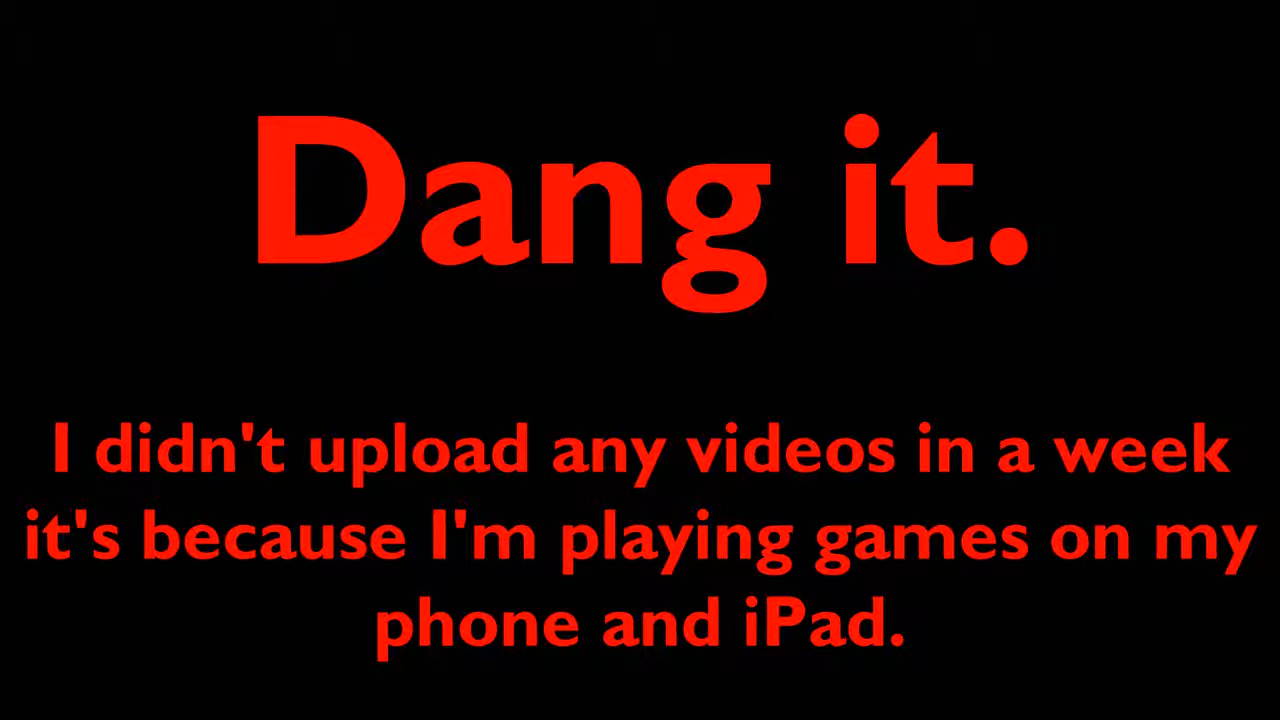 Dang it.
I didn't upload any videos in a week
it's because I'm playing games on my
phone and iPad.